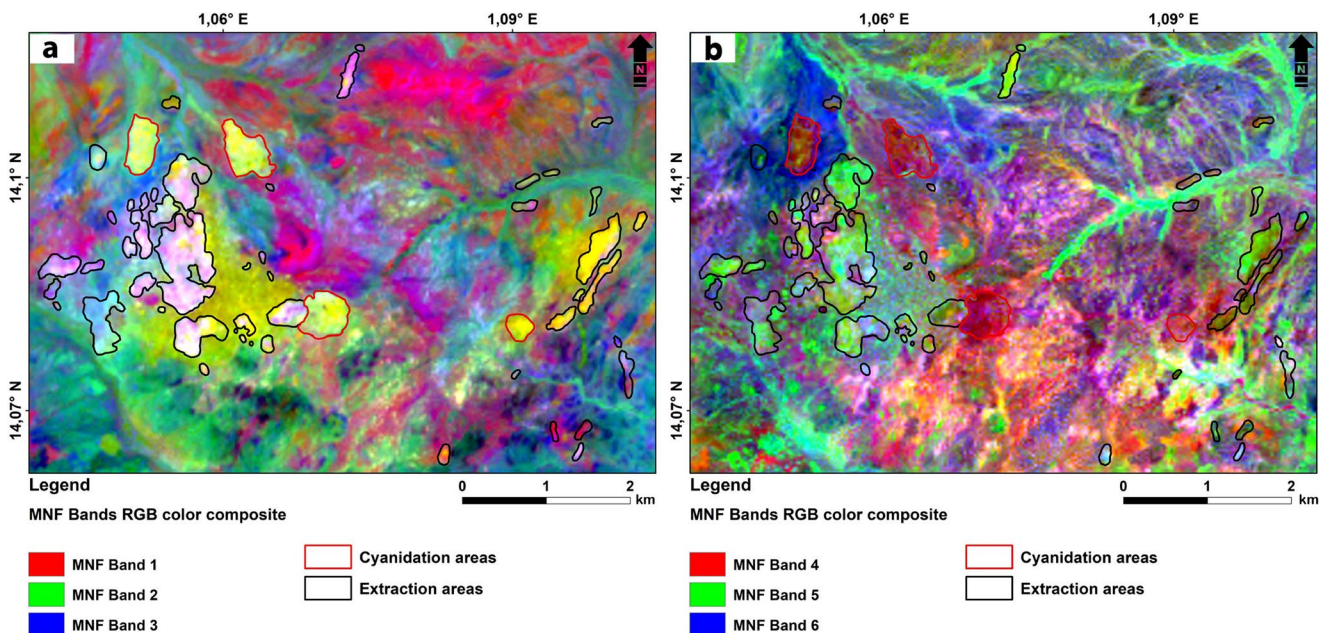 1,06° E 1,09° E 1,06° E 1,09° E
a N b N
14,1° N 14,1° N
14,07° N 14,07° N
Legend 0 1 2 km Legend 0 1 2 km
MNF Bands RGB color composite MNF Bands RGB color composite
MNF Band 1 Cyanidation areas MNF Band 4 Cyanidation areas
MNF Band 2 Extraction areas MNF Band 5 Extraction areas
MNF Band 3 MNF Band 6